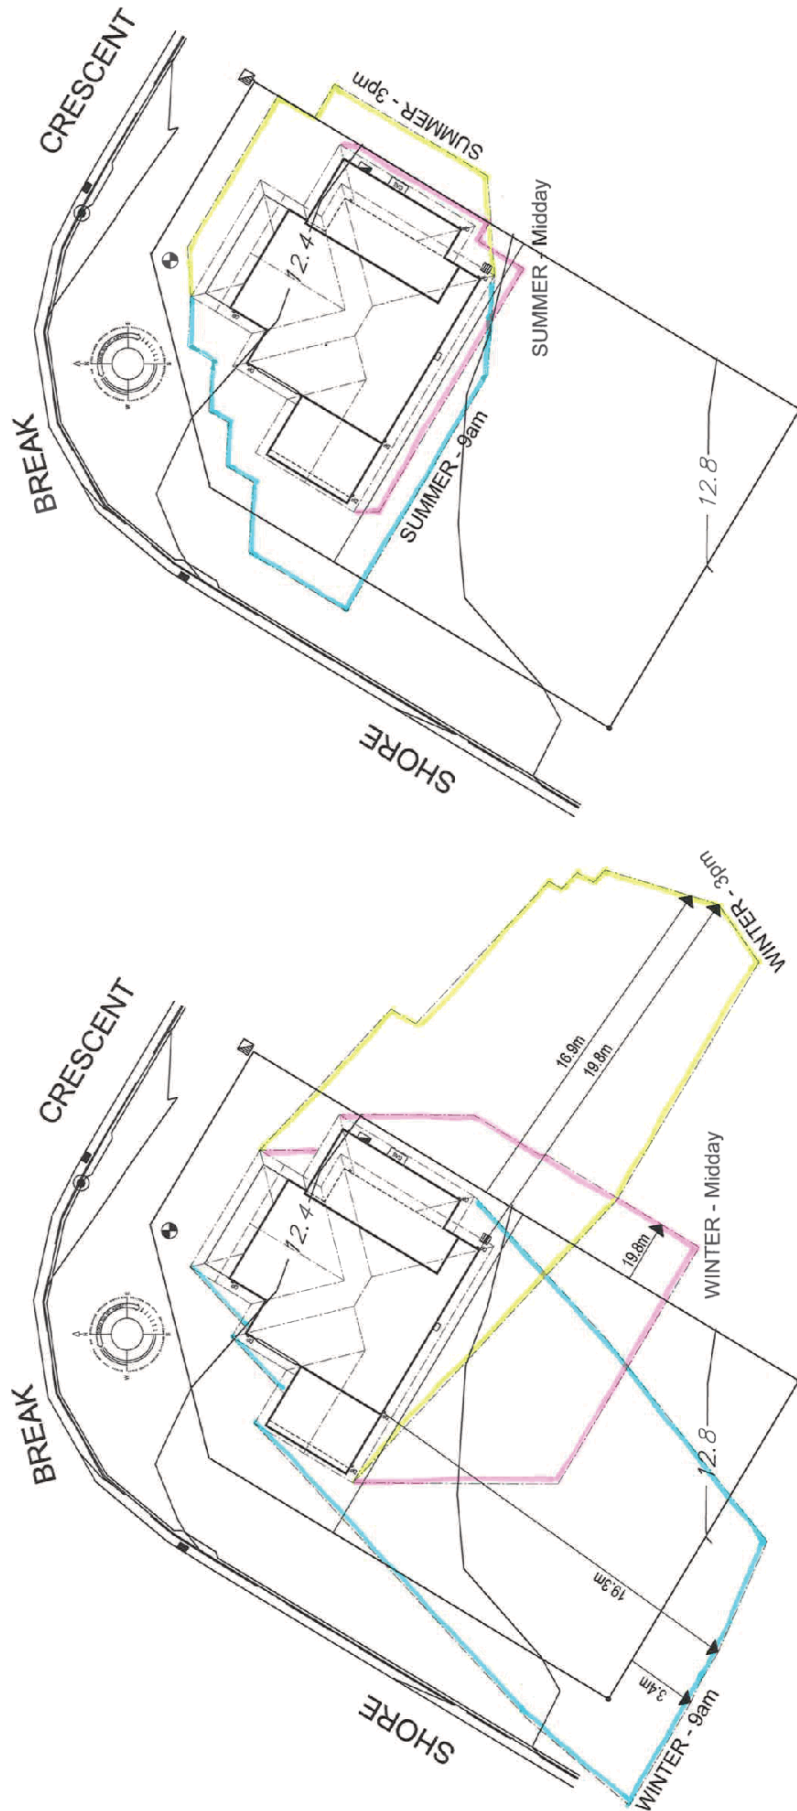 CRESCENT
BREAK
SHORE
SUMMER - 3pm
12.4
SUMMER - Midday
SUMMER - 9am
12.8
CRESCENT
BREAK
SHORE
WINTER - 3pm
16.9m
19.8m
12.4
19.8m
WINTER - Midday
12.8
19.3m
3.4m
WINTER - 9am